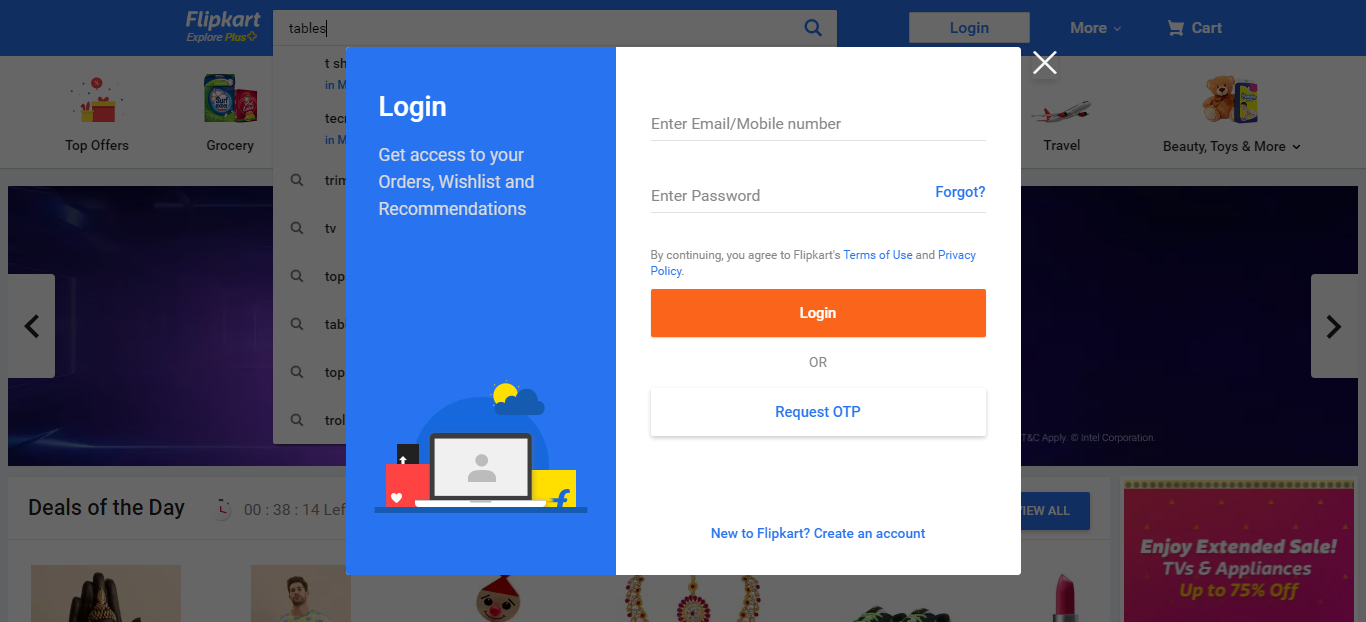 Flipkart
Explore Plus
tables
Login
More
Cart
t sh
in M
tecn
in M
trim
tv
top
tabl
top
trol
Top Offers
Grocery
Travel
Beauty, Toys & More
Login
Get access to your
Orders, Wishlist and
Recommendations
Enter Email/Mobile number
Enter Password
Forgot?
By continuing, you agree to Flipkart's Terms of Use and Privacy
Policy.
Login
OR
Request OTP
New to Flipkart? Create an account
T&C Apply. © Intel Corporation.
Deals of the Day
00 : 38 : 14 Lef
VIEW ALL
Enjoy Extended Sale!
TVs & Appliances
Up to 75% Off